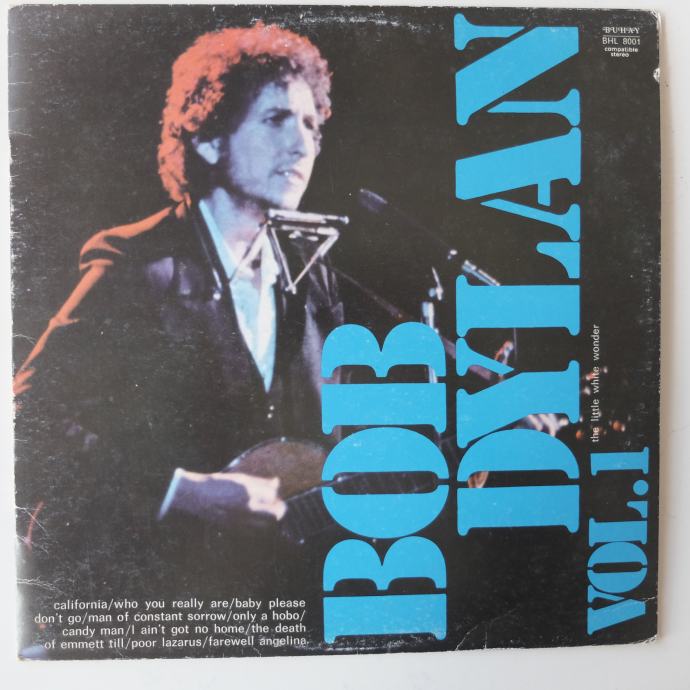 BUHAY
BHL 8001
compatible
stereo
BOB
DYLAN
the little white wonder
VOL.1
california/who you really are/baby please
don't go/man of constant sorrow/only a hobo/
candy man/I ain't got no home/the death
of emmett till/poor lazarus/farewell angelina